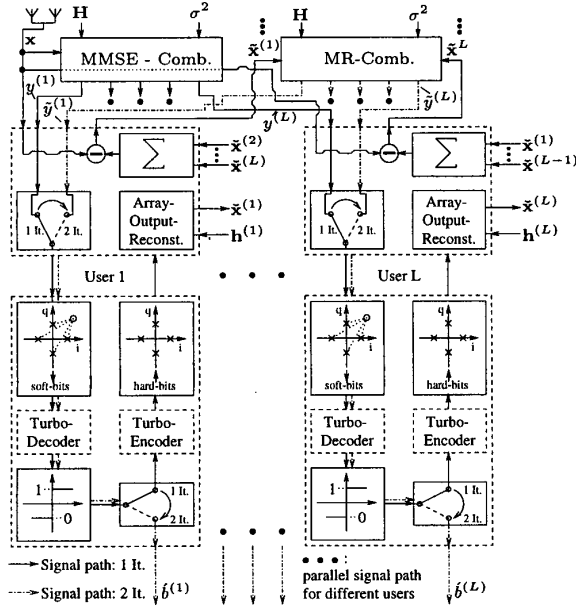 H σ² H σ²
x
MMSE - Comb. x̃⁽¹⁾ MR-Comb. x̃ᴸ
y⁽¹⁾ ỹ⁽¹⁾ y⁽ᴸ⁾ ỹ⁽ᴸ⁾
Σ x̃⁽²⁾ Σ x̃⁽¹⁾
x̃⁽ᴸ⁾ x̃⁽ᴸ⁻¹⁾
1 It. 2 It. Array- x̃⁽¹⁾ 1 It. 2 It. Array- x̃⁽ᴸ⁾
Output- Output-
Reconst. h⁽¹⁾ Reconst. h⁽ᴸ⁾
User 1 User L
q q q q
i i i i
soft-bits hard-bits soft-bits hard-bits
Turbo- Turbo- Turbo- Turbo-
Decoder Encoder Decoder Encoder
1 1 It. 1 1 It.
0 2 It. 0 2 It.
Signal path: 1 It. :
parallel signal path
Signal path: 2 It. b́⁽¹⁾ for different users b́⁽ᴸ⁾